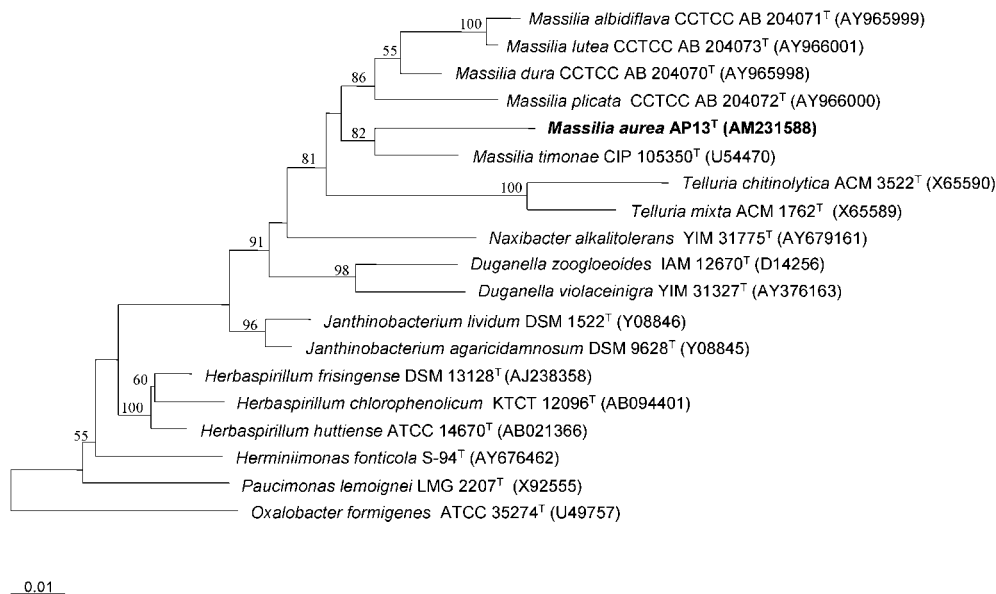 100 Massilia albidiflava CCTCC AB 204071ᵀ (AY965999)
Massilia lutea CCTCC AB 204073ᵀ (AY966001)
55
Massilia dura CCTCC AB 204070ᵀ (AY965998)
86
Massilia plicata CCTCC AB 204072ᵀ (AY966000)
Massilia aurea AP13ᵀ (AM231588)
82
Massilia timonae CIP 105350ᵀ (U54470)
81
Telluria chitinolytica ACM 3522ᵀ (X65590)
100
Telluria mixta ACM 1762ᵀ (X65589)
Naxibacter alkalitolerans YIM 31775ᵀ (AY679161)
91
Duganella zoogloeoides IAM 12670ᵀ (D14256)
98
Duganella violaceinigra YIM 31327ᵀ (AY376163)
Janthinobacterium lividum DSM 1522ᵀ (Y08846)
96
Janthinobacterium agaricidamnosum DSM 9628ᵀ (Y08845)
Herbaspirillum frisingense DSM 13128ᵀ (AJ238358)
60
Herbaspirillum chlorophenolicum KTCT 12096ᵀ (AB094401)
100
Herbaspirillum huttiense ATCC 14670ᵀ (AB021366)
55
Herminiimonas fonticola S-94ᵀ (AY676462)
Paucimonas lemoignei LMG 2207ᵀ (X92555)
Oxalobacter formigenes ATCC 35274ᵀ (U49757)
0.01